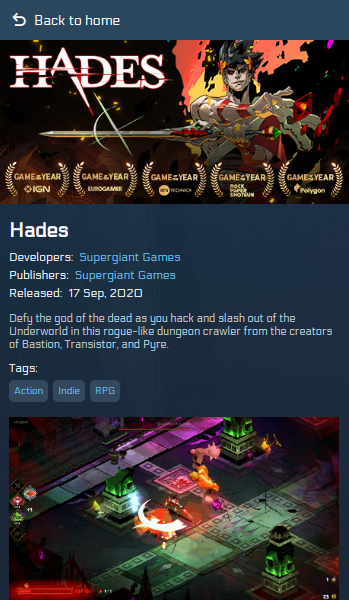 Back to home
HADES
GAME OF THE YEAR
IGN
GAME OF THE YEAR
EUROGAMER
GAME OF THE YEAR
ARS TECHNICA
GAME OF THE YEAR
ROCK PAPER SHOTGUN
GAME OF THE YEAR
Polygon
Hades
Developers: Supergiant Games
Publishers: Supergiant Games
Released: 17 Sep, 2020
Defy the god of the dead as you hack and slash out of the
Underworld in this rogue-like dungeon crawler from the creators
of Bastion, Transistor, and Pyre.
Tags:
Action Indie RPG